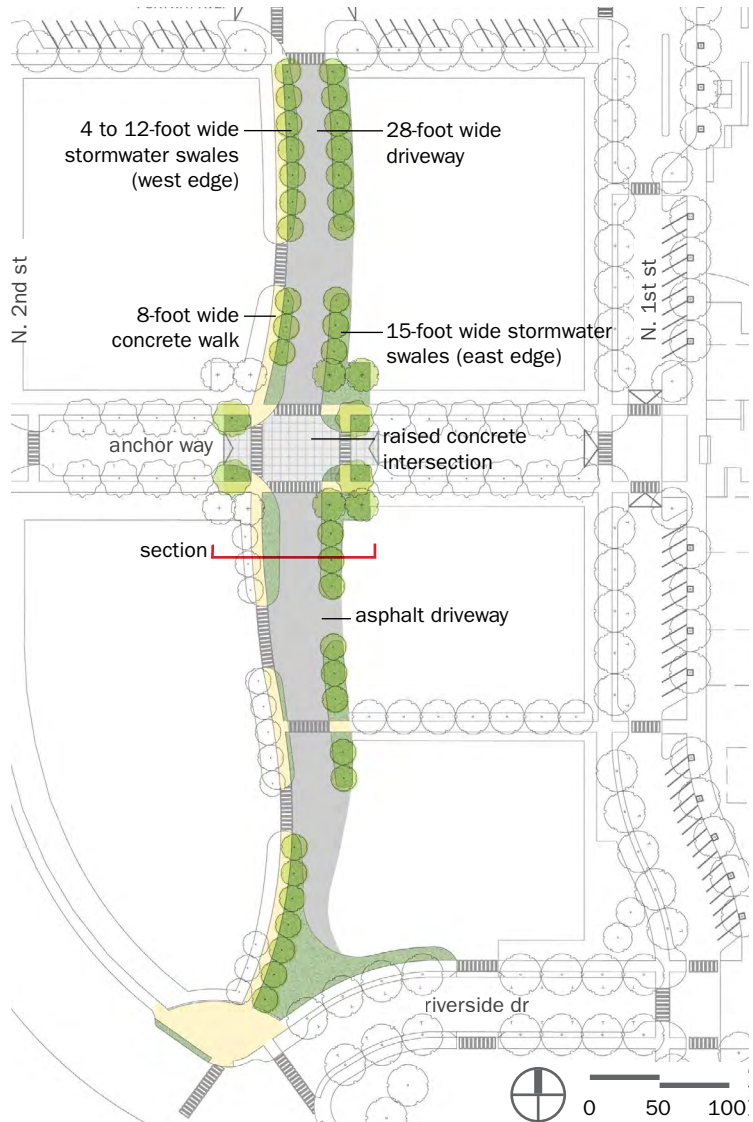 4 to 12-foot wide
stormwater swales
(west edge)
28-foot wide
driveway
N. 2nd st
N. 1st st
8-foot wide
concrete walk
15-foot wide stormwater
swales (east edge)
anchor way
raised concrete
intersection
section
asphalt driveway
riverside dr
0 50 100